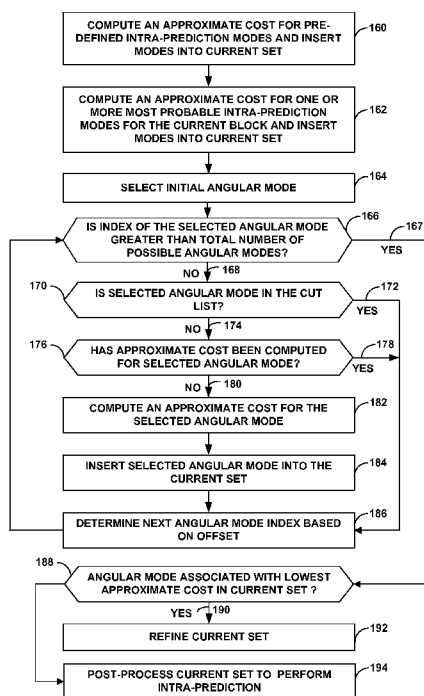 COMPUTE AN APPROXIMATE COST FOR PRE-
DEFINED INTRA-PREDICTION MODES AND INSERT
MODES INTO CURRENT SET
160
COMPUTE AN APPROXIMATE COST FOR ONE OR
MORE MOST PROBABLE INTRA-PREDICTION
MODES FOR THE CURRENT BLOCK AND INSERT
MODES INTO CURRENT SET
162
SELECT INITIAL ANGULAR MODE
164
IS INDEX OF THE SELECTED ANGULAR MODE
GREATER THAN TOTAL NUMBER OF
POSSIBLE ANGULAR MODES?
166
167
YES
NO
168
170
IS SELECTED ANGULAR MODE IN THE CUT
LIST?
172
YES
NO
174
176
HAS APPROXIMATE COST BEEN COMPUTED
FOR SELECTED ANGULAR MODE?
178
YES
NO
180
COMPUTE AN APPROXIMATE COST FOR THE
SELECTED ANGULAR MODE
182
INSERT SELECTED ANGULAR MODE INTO THE
CURRENT SET
184
DETERMINE NEXT ANGULAR MODE INDEX BASED
ON OFFSET
186
188
ANGULAR MODE ASSOCIATED WITH LOWEST
APPROXIMATE COST IN CURRENT SET ?
YES
190
REFINE CURRENT SET
192
POST-PROCESS CURRENT SET TO PERFORM
INTRA-PREDICTION
194